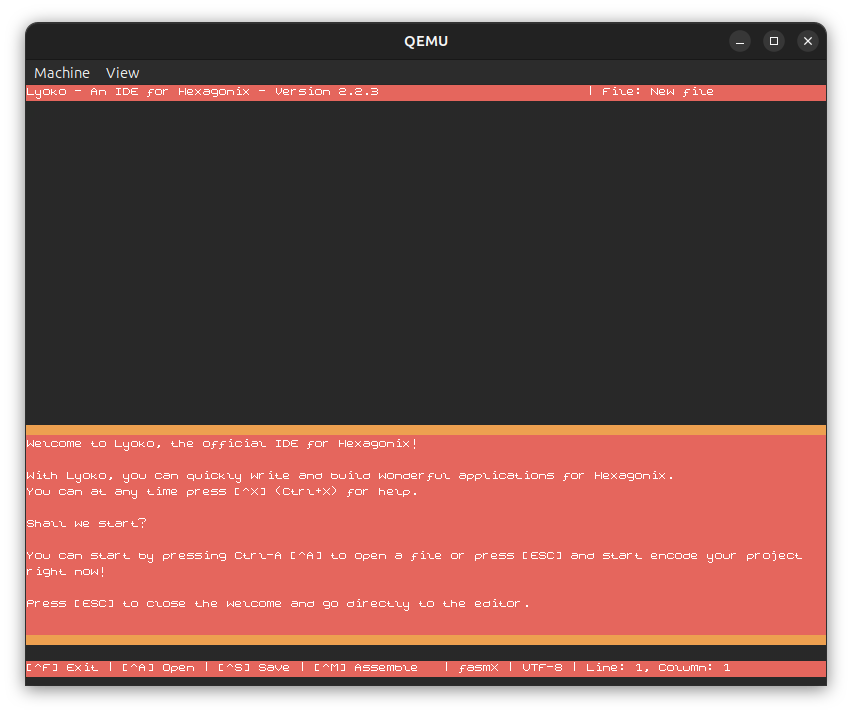 QEMU
Machine View
Lyoko - An IDE for Hexagonix - Version 2.2.3 | File: New file
Welcome to Lyoko, the official IDE for Hexagonix!
With Lyoko, you can quickly write and build wonderful applications for Hexagonix.
You can at any time press [^X] (Ctrl+X) for help.
Shall we start?
You can start by pressing Ctrl-A [^A] to open a file or press [ESC] and start encode your project
right now!
Press [ESC] to close the Welcome and go directly to the editor.
[^F] Exit | [^A] Open | [^S] Save | [^M] Assemble | fasmX | UTF-8 | Line: 1, Column: 1